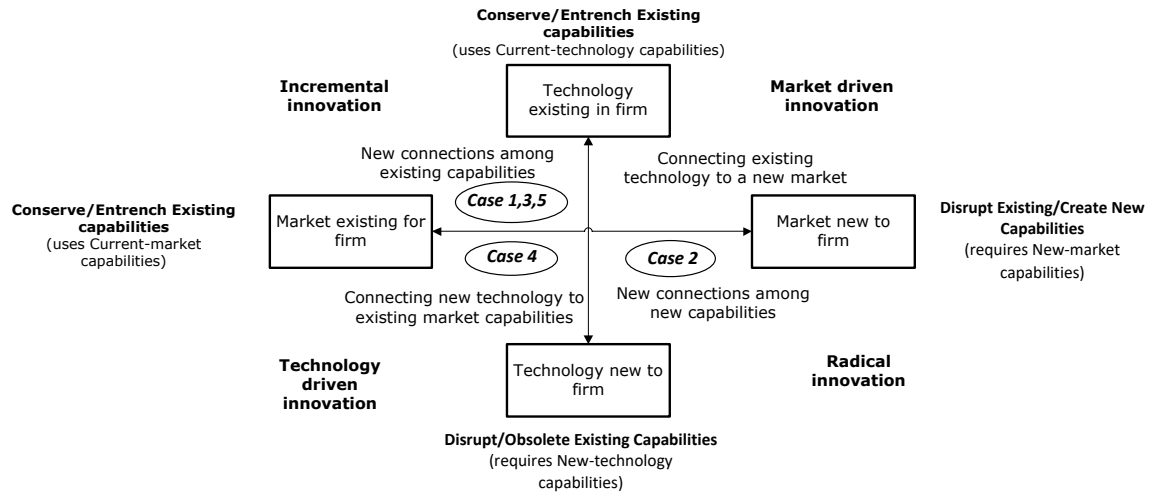 Conserve/Entrench Existing
capabilities
(uses Current-technology capabilities)
Incremental
innovation
Technology
existing in firm
Market driven
innovation
New connections among
existing capabilities
Connecting existing
technology to a new market
Case 1,3,5
Conserve/Entrench Existing
capabilities
(uses Current-market
capabilities)
Market existing for
firm
Market new to
firm
Disrupt Existing/Create New
Capabilities
(requires New-market
capabilities)
Case 4
Case 2
Connecting new technology to
existing market capabilities
New connections among
new capabilities
Technology
driven
innovation
Technology new to
firm
Radical
innovation
Disrupt/Obsolete Existing Capabilities
(requires New-technology
capabilities)